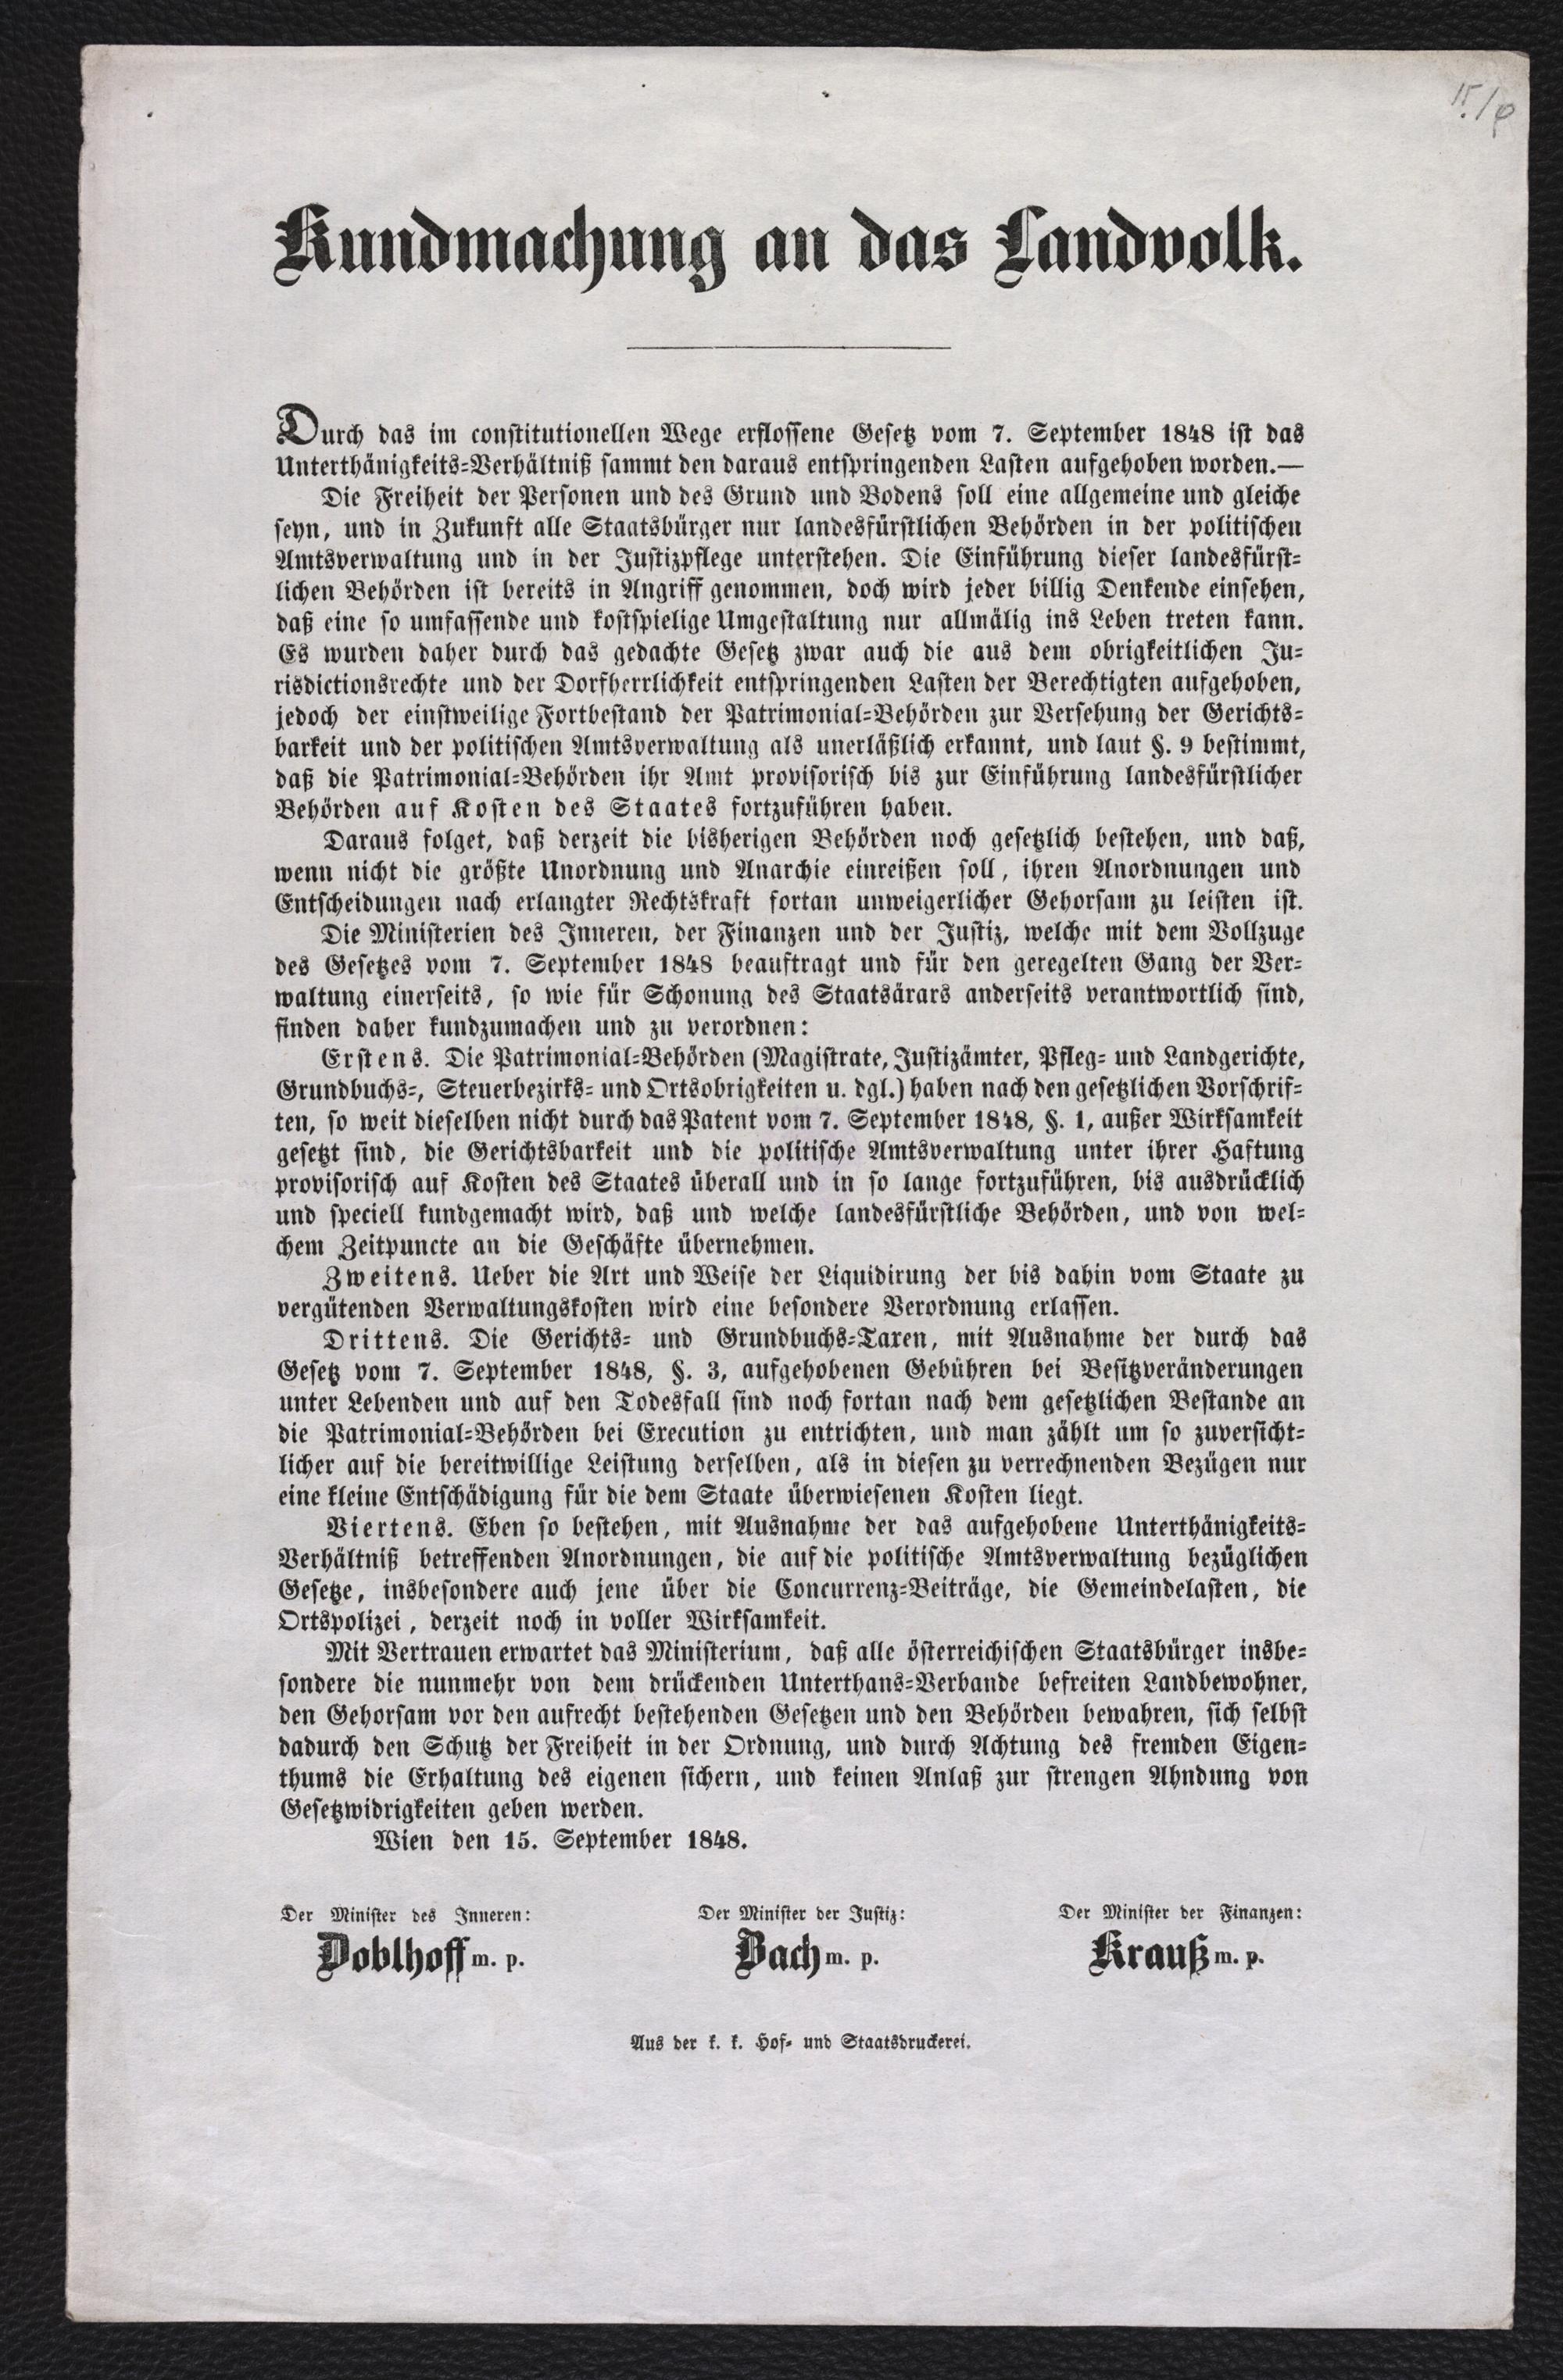 15./9
Kundmachung an das Landvolk.
Durch das im constitutionellen Wege erflossene Gesetz vom 7. September 1848 ist das
Unterthänigkeits=Verhältniß sammt den daraus entspringenden Lasten aufgehoben worden.—
Die Freiheit der Personen und des Grund und Bodens soll eine allgemeine und gleiche
seyn, und in Zukunft alle Staatsbürger nur landesfürstlichen Behörden in der politischen
Amtsverwaltung und in der Justizpflege unterstehen. Die Einführung dieser landesfürst=
lichen Behörden ist bereits in Angriff genommen, doch wird jeder billig Denkende einsehen,
daß eine so umfassende und kostspielige Umgestaltung nur allmälig ins Leben treten kann.
Es wurden daher durch das gedachte Gesetz zwar auch die aus dem obrigkeitlichen Ju=
risdictionsrechte und der Dorfherrlichkeit entspringenden Lasten der Berechtigten aufgehoben,
jedoch der einstweilige Fortbestand der Patrimonial=Behörden zur Versehung der Gerichts=
barkeit und der politischen Amtsverwaltung als unerläßlich erkannt, und laut §. 9 bestimmt,
daß die Patrimonial=Behörden ihr Amt provisorisch bis zur Einführung landesfürstlicher
Behörden auf Kosten des Staates fortzuführen haben.
Daraus folget, daß derzeit die bisherigen Behörden noch gesetzlich bestehen, und daß,
wenn nicht die größte Unordnung und Anarchie einreißen soll, ihren Anordnungen und
Entscheidungen nach erlangter Rechtskraft fortan unweigerlicher Gehorsam zu leisten ist.
Die Ministerien des Inneren, der Finanzen und der Justiz, welche mit dem Vollzuge
des Gesetzes vom 7. September 1848 beauftragt und für den geregelten Gang der Ver=
waltung einerseits, so wie für Schonung des Staatsärars anderseits verantwortlich sind,
finden daher kundzumachen und zu verordnen:
Erstens. Die Patrimonial=Behörden (Magistrate, Justizämter, Pfleg= und Landgerichte,
Grundbuchs=, Steuerbezirks= und Ortsobrigkeiten u. dgl.) haben nach den gesetzlichen Vorschrif=
ten, so weit dieselben nicht durch das Patent vom 7. September 1848, §. 1, außer Wirksamkeit
gesetzt sind, die Gerichtsbarkeit und die politische Amtsverwaltung unter ihrer Haftung
provisorisch auf Kosten des Staates überall und in so lange fortzuführen, bis ausdrücklich
und speciell kundgemacht wird, daß und welche landesfürstliche Behörden, und von wel=
chem Zeitpuncte an die Geschäfte übernehmen.
Zweitens. Ueber die Art und Weise der Liquidirung der bis dahin vom Staate zu
vergütenden Verwaltungskosten wird eine besondere Verordnung erlassen.
Drittens. Die Gerichts= und Grundbuchs=Taxen, mit Ausnahme der durch das
Gesetz vom 7. September 1848, §. 3, aufgehobenen Gebühren bei Besitzveränderungen
unter Lebenden und auf den Todesfall sind noch fortan nach dem gesetzlichen Bestande an
die Patrimonial=Behörden bei Execution zu entrichten, und man zählt um so zuversicht=
licher auf die bereitwillige Leistung derselben, als in diesen zu verrechnenden Bezügen nur
eine kleine Entschädigung für die dem Staate überwiesenen Kosten liegt.
Viertens. Eben so bestehen, mit Ausnahme der das aufgehobene Unterthänigkeits=
Verhältniß betreffenden Anordnungen, die auf die politische Amtsverwaltung bezüglichen
Gesetze, insbesondere auch jene über die Concurrenz=Beiträge, die Gemeindelasten, die
Ortspolizei, derzeit noch in voller Wirksamkeit.
Mit Vertrauen erwartet das Ministerium, daß alle österreichischen Staatsbürger insbe=
sondere die nunmehr von dem drückenden Unterthans=Verbande befreiten Landbewohner,
den Gehorsam vor den aufrecht bestehenden Gesetzen und den Behörden bewahren, sich selbst
dadurch den Schutz der Freiheit in der Ordnung, und durch Achtung des fremden Eigen=
thums die Erhaltung des eigenen sichern, und keinen Anlaß zur strengen Ahndung von
Gesetzwidrigkeiten geben werden.
Wien den 15. September 1848.
Der Minister des Inneren: Der Minister der Justiz: Der Minister der Finanzen:
Doblhoff m. p. Bach m. p. Krauß m. p.
Aus der k. k. Hof= und Staatsdruckerei.